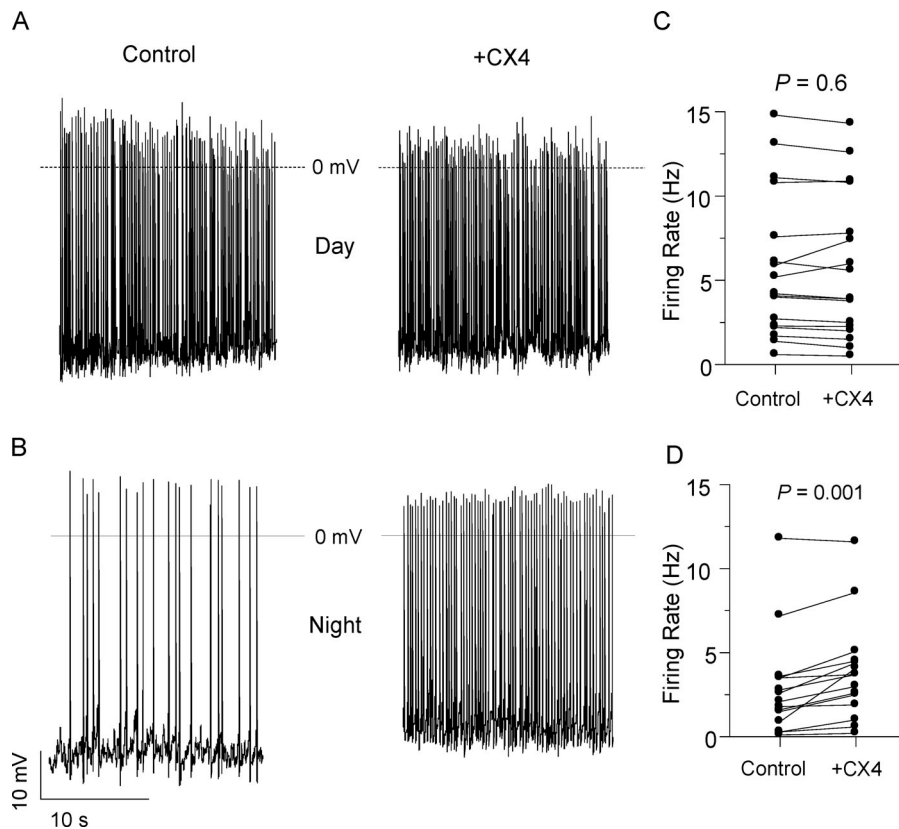 A
Control
+CX4
0 mV
Day
C
P = 0.6
15
10
5
0
Firing Rate (Hz)
Control +CX4
B
0 mV
Night
10 mV
10 s
D
P = 0.001
15
10
5
0
Firing Rate (Hz)
Control +CX4